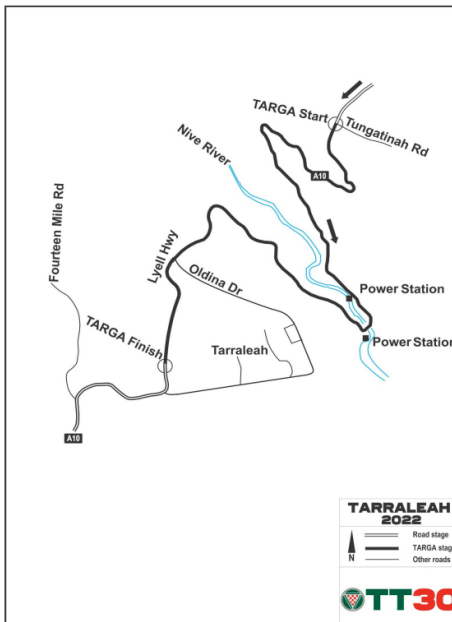 TARGA Start
Tungatinah Rd
Nive River
A10
Fourteen Mile Rd
Lyell Hwy
Oldina Dr
Power Station
Power Station
TARGA Finish
Tarraleah
A10
TARRALEAH
2022
Road stage
TARGA stag
Other roads
N
TT30